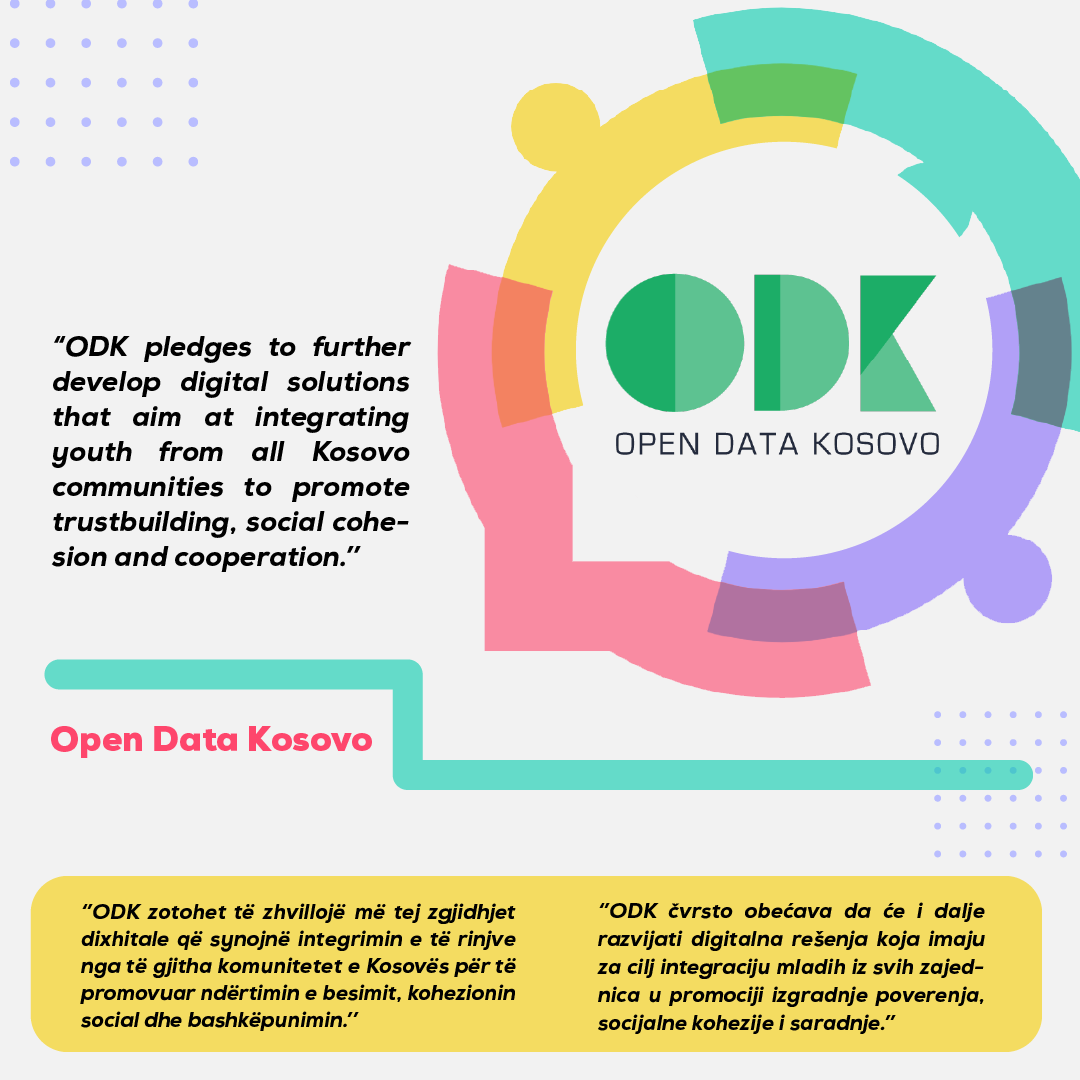 ODK
OPEN DATA KOSOVO
“ODK pledges to further
develop digital solutions
that aim at integrating
youth from all Kosovo
communities to promote
trustbuilding, social cohe-
sion and cooperation.”
Open Data Kosovo
“ODK zotohet të zhvillojë më tej zgjidhjet
dixhitale që synojnë integrimin e të rinjve
nga të gjitha komunitetet e Kosovës për të
promovuar ndërtimin e besimit, kohezionin
social dhe bashkëpunimin.”
“ODK čvrsto obećava da će i dalje
razvijati digitalna rešenja koja imaju
za cilj integraciju mladih iz svih zajed-
nica u promociji izgradnje poverenja,
socijalne kohezije i saradnje.”